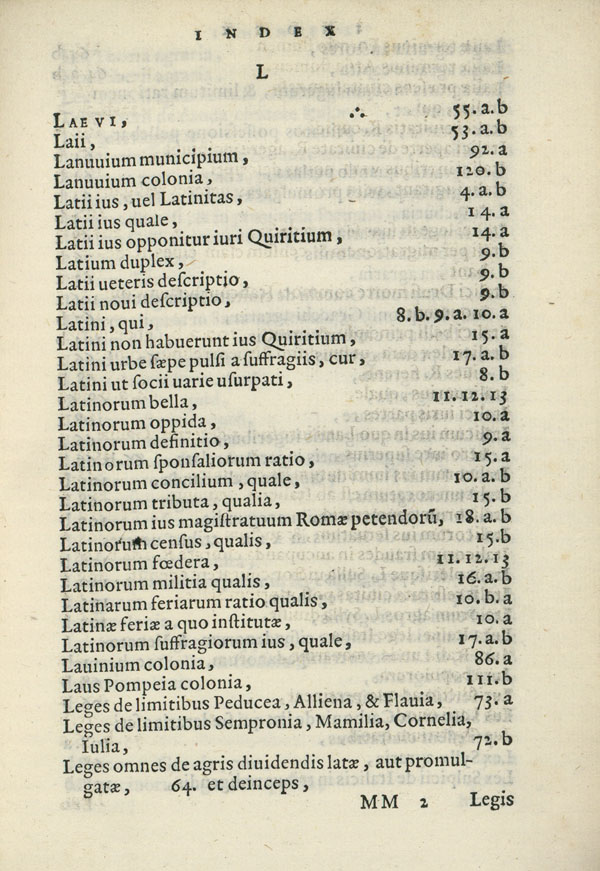 INDEX
L
LAEVI, ∴ 55.a.b
Laii, 53.a.b
Lanuuium municipium, 92.a
Lanuuium colonia, 120.b
Latii ius, uel Latinitas, 4.a.b
Latii ius quale, 14.a
Latii ius opponitur iuri Quiritium, 14.a
Latium duplex, 9.b
Latii ueteris deſcriptio, 9.b
Latii noui deſcriptio, 9.b
Latini, qui, 8.b.9.a.10.a
Latini non habuerunt ius Quiritium, 15.a
Latini urbe ſæpe pulſi a ſuffragiis, cur, 17.a.b
Latini ut ſocii uarie uſurpati, 8.b
Latinorum bella, 11.12.13
Latinorum oppida, 10.a
Latinorum definitio, 9.a
Latinorum ſponſaliorum ratio, 15.a
Latinorum concilium, quale, 10.a.b
Latinorum tributa, qualia, 15.b
Latinorum ius magiſtratuum Romæ petendorū, 18.a.b
Latinorum cenſus, qualis, 15.b
Latinorum fœdera, 11.12.13
Latinorum militia qualis, 16.a.b
Latinarum feriarum ratio qualis, 10.b.a
Latinæ feriæ a quo inſtitutæ, 10.a
Latinorum ſuffragiorum ius, quale, 17.a.b
Lauinium colonia, 86.a
Laus Pompeia colonia, 111.b
Leges de limitibus Peducea, Alliena, & Flauia, 73.a
Leges de limitibus Sempronia, Mamilia, Cornelia,
Iulia, 72.b
Leges omnes de agris diuidendis latæ, aut promul-
gatæ, 64. et deinceps,
MM 2 Legis